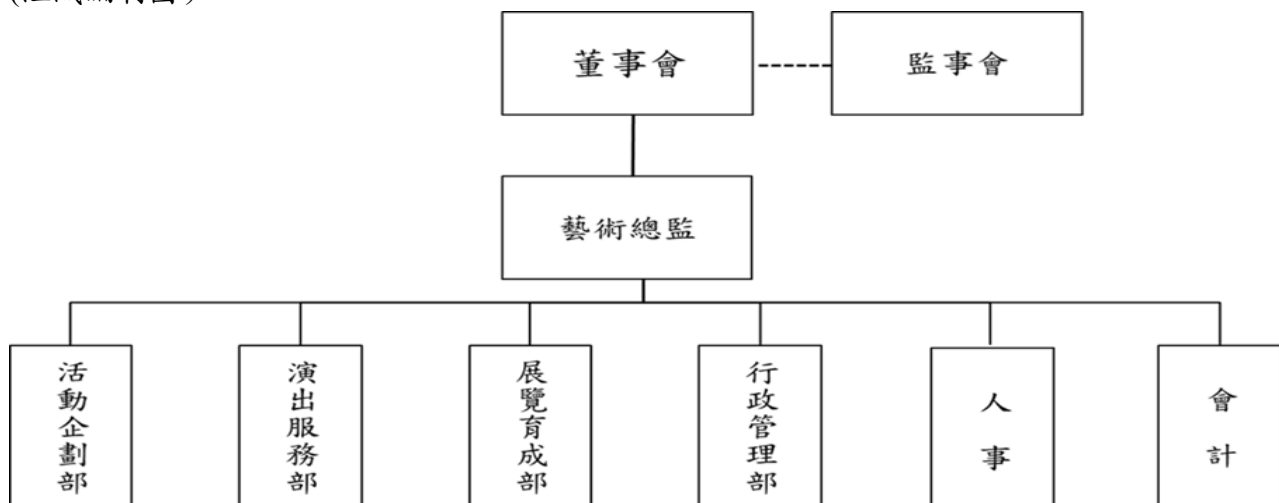 董事會
監事會
藝術總監
活動企劃部
演出服務部
展覽育成部
行政管理部
人事
會計